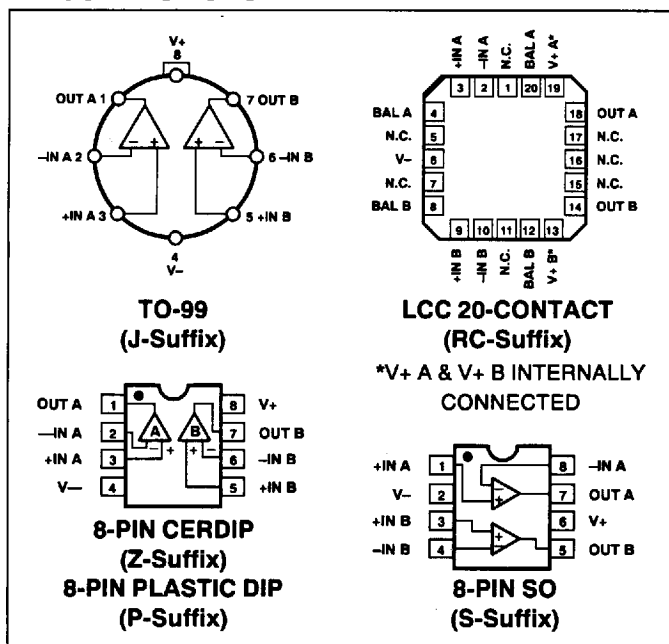 V+
8
OUT A 1
7 OUT B
–IN A 2
6 –IN B
+IN A 3
5 +IN B
4
V–
– +
+ –
TO-99
(J-Suffix)
+IN A
–IN A
N.C.
BAL A
V+ A*
3 2 1 20 19
BAL A 4
N.C. 5
V– 6
N.C. 7
BAL B 8
18 OUT A
17 N.C.
16 N.C.
15 N.C.
14 OUT B
9 10 11 12 13
+IN B
–IN B
N.C.
BAL B
V+ B*
LCC 20-CONTACT
(RC-Suffix)
*V+ A & V+ B INTERNALLY
CONNECTED
OUT A 1
—IN A 2
+IN A 3
V— 4
A
B
– +
+ –
8 V+
7 OUT B
6 –IN B
5 +IN B
8-PIN CERDIP
(Z-Suffix)
8-PIN PLASTIC DIP
(P-Suffix)
+IN A 1
V– 2
+IN B 3
–IN B 4
–
+
+
–
8 –IN A
7 OUT A
6 V+
5 OUT B
8-PIN SO
(S-Suffix)